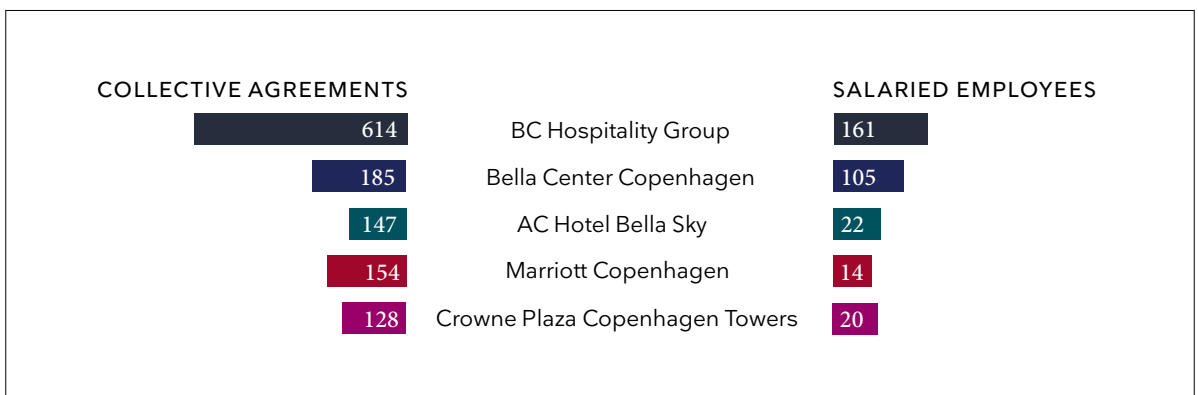 COLLECTIVE AGREEMENTS SALARIED EMPLOYEES
614 BC Hospitality Group 161
185 Bella Center Copenhagen 105
147 AC Hotel Bella Sky 22
154 Marriott Copenhagen 14
128 Crowne Plaza Copenhagen Towers 20